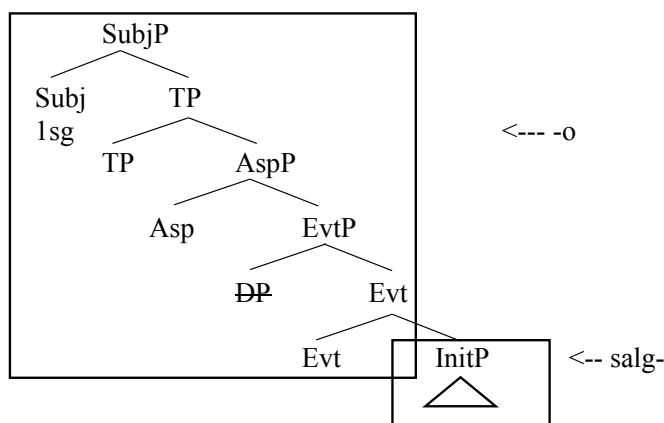 SubjP
Subj TP
1sg <--- -o
TP AspP
Asp EvtP
DP Evt
Evt InitP <-- salg-